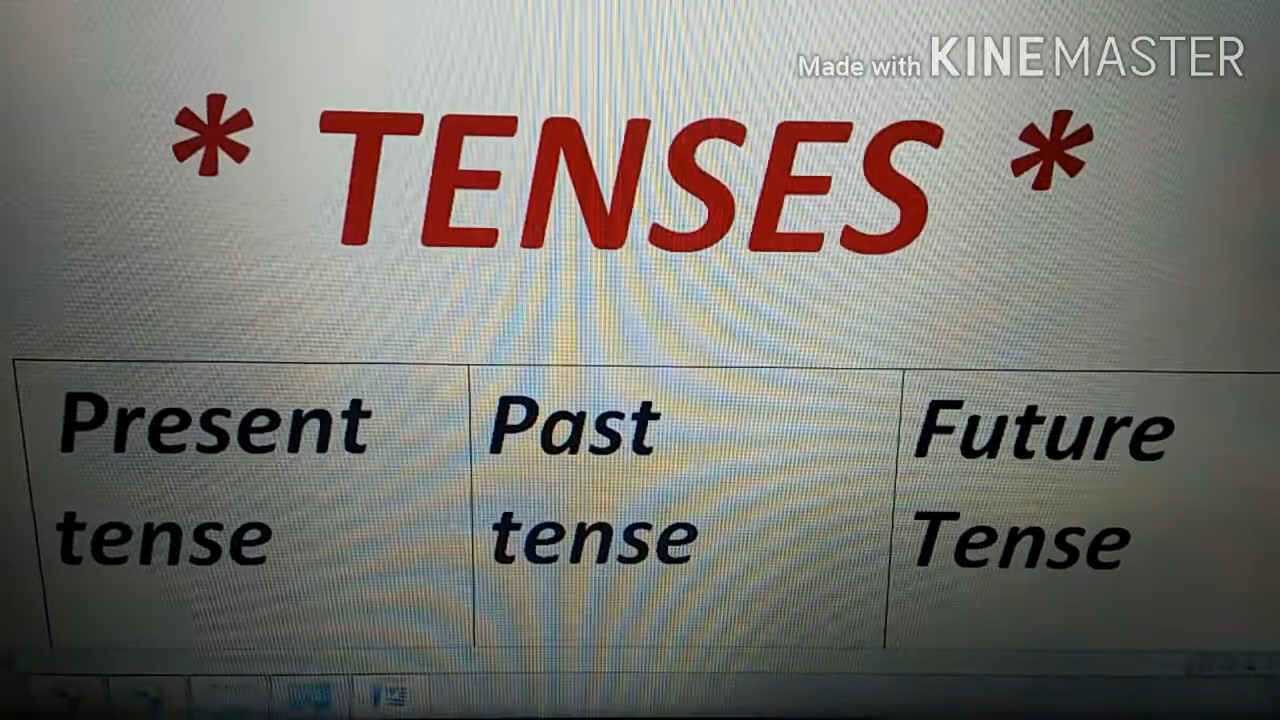 Made with KINEMASTER
* TENSES *
Present Past Future
tense tense Tense